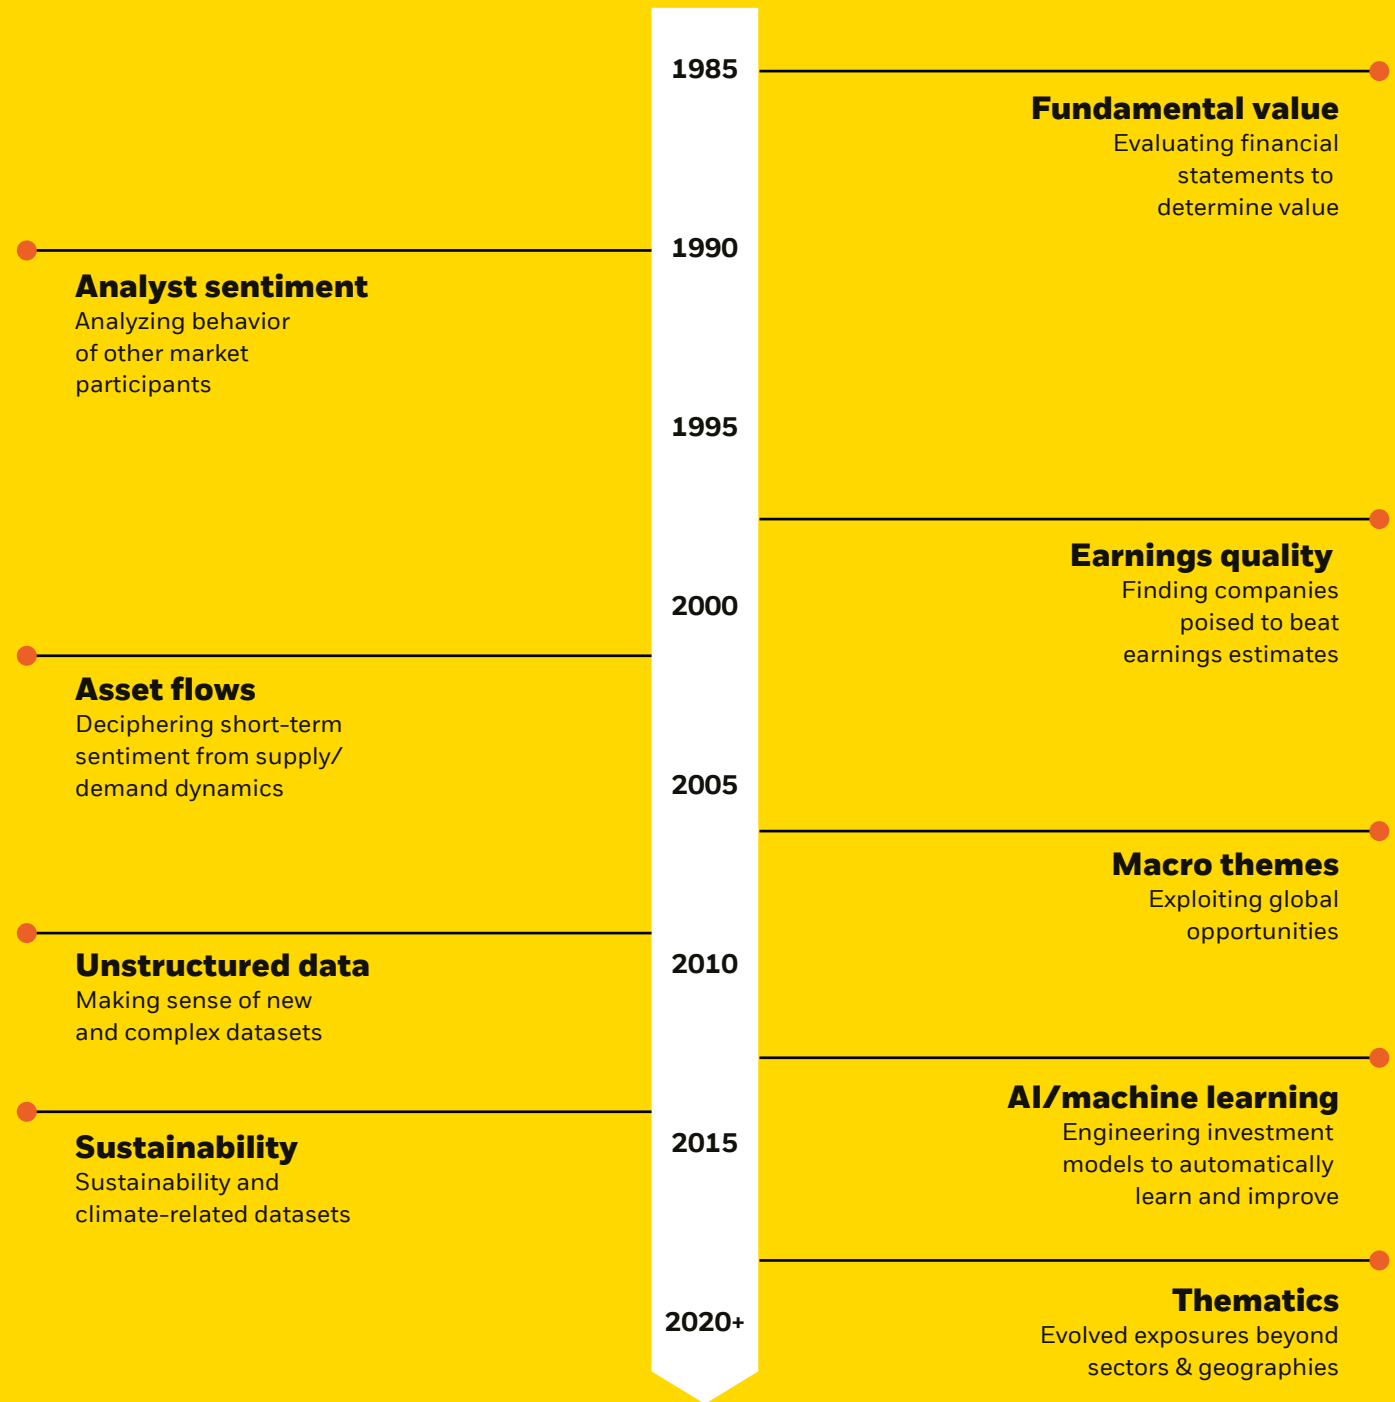 1985
Fundamental value
Evaluating financial
statements to
determine value
1990
Analyst sentiment
Analyzing behavior
of other market
participants
1995
Earnings quality
Finding companies
poised to beat
earnings estimates
2000
Asset flows
Deciphering short-term
sentiment from supply/
demand dynamics
2005
Macro themes
Exploiting global
opportunities
Unstructured data
Making sense of new
and complex datasets
2010
AI/machine learning
Engineering investment
models to automatically
learn and improve
Sustainability
Sustainability and
climate-related datasets
2015
Thematics
Evolved exposures beyond
sectors & geographies
2020+